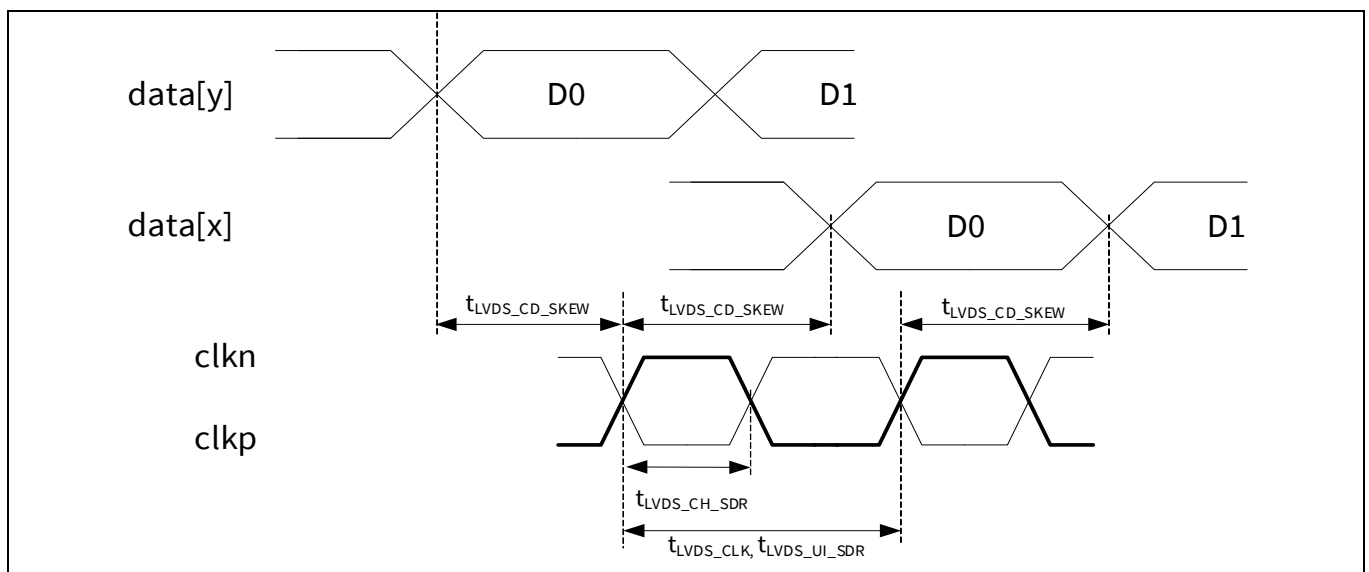 data[y] D0 D1
data[x] D0 D1
tLVDS_CD_SKEW tLVDS_CD_SKEW tLVDS_CD_SKEW
clkn
clkp
tLVDS_CH_SDR
tLVDS_CLK, tLVDS_UI_SDR